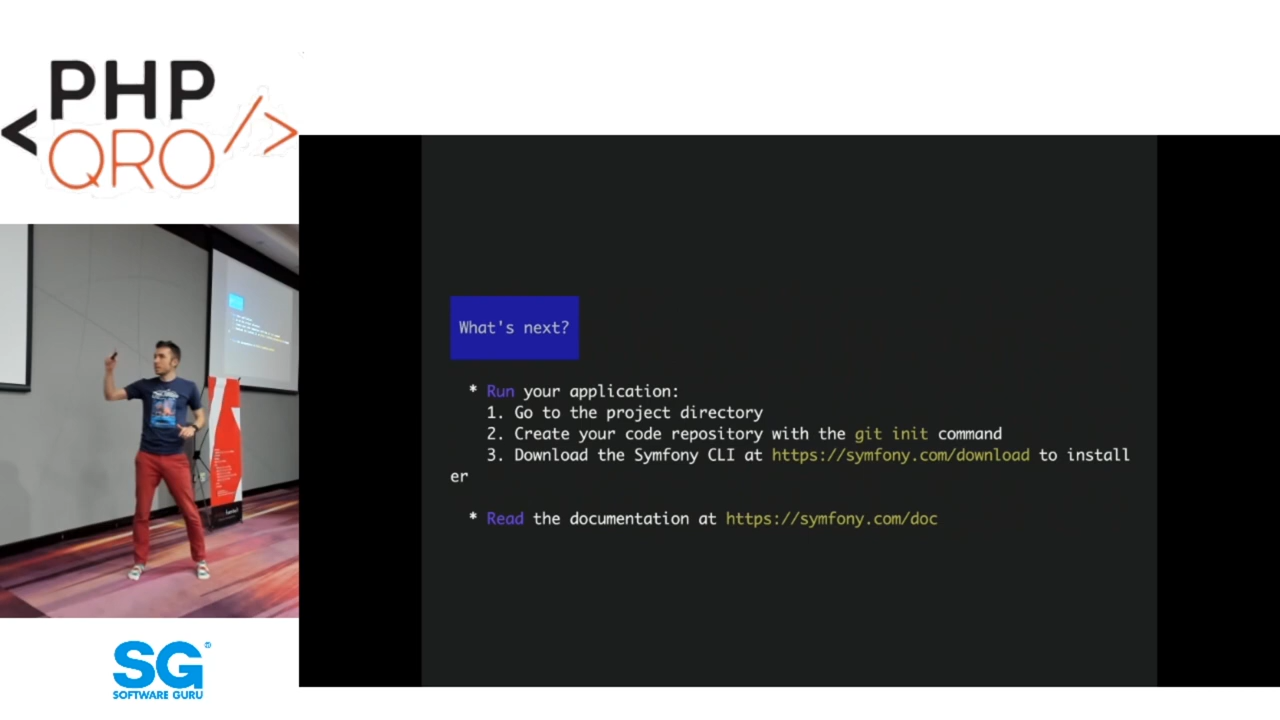 <PHP
QRO/>
What's next?
* Run your application:
1. Go to the project directory
2. Create your code repository with the git init command
3. Download the Symfony CLI at https://symfony.com/download to install
er
* Read the documentation at https://symfony.com/doc
SG®
SOFTWARE GURU